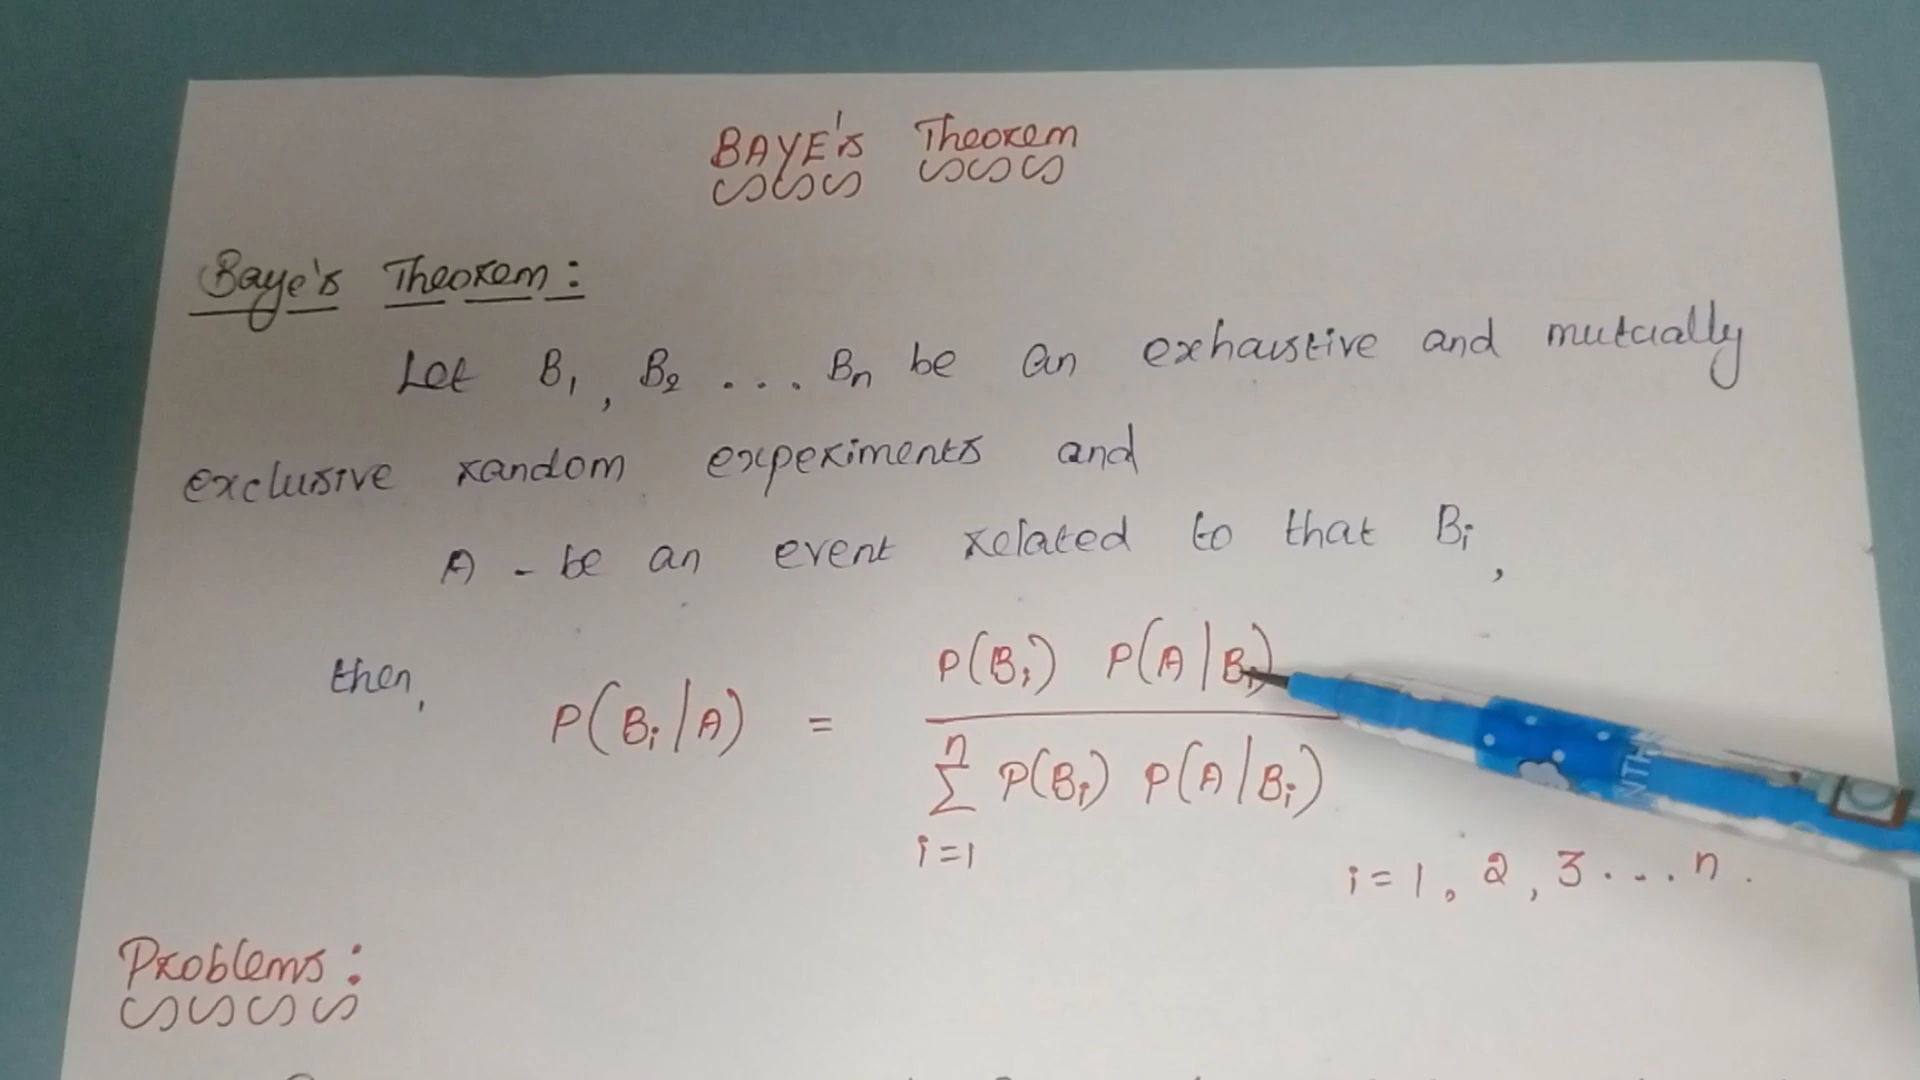 BAYE's Theorem
Baye's Theorem:
Let B₁, B₂ ... Bn be an exhaustive and mutually
exclusive random experiments and
A - be an event related to that Bi,
then,
P(Bi/A) = P(Bi) P(A/Bi) / n Σ i=1 P(Bi) P(A/Bi)
i=1, 2, 3... n.
Problems: